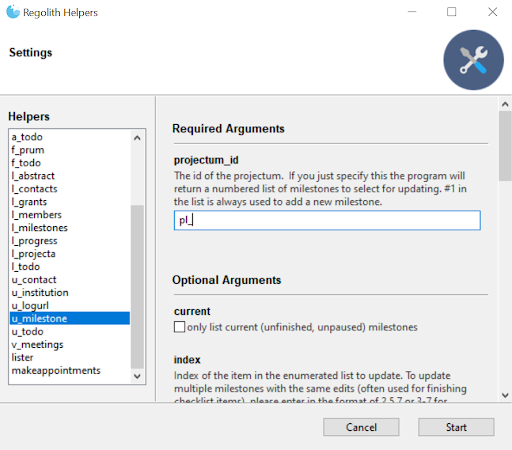 Regolith Helpers
Settings
Helpers
a_todo
f_prum
f_todo
l_abstract
l_contacts
l_grants
l_members
l_milestones
l_progress
l_projecta
l_todo
u_contact
u_institution
u_logurl
u_milestone
u_todo
v_meetings
lister
makeappointments
Required Arguments
projectum_id
The id of the projectum. If you just specify this the program will
return a numbered list of milestones to select for updating. #1 in
the list is always used to add a new milestone.
pl_
Optional Arguments
current
only list current (unfinished, unpaused) milestones
index
Index of the item in the enumerated list to update. To update
multiple milestones with the same edits (often used for finishing
checklist items), please enter in the format of 2,5,7 or 3-7 for
Cancel
Start